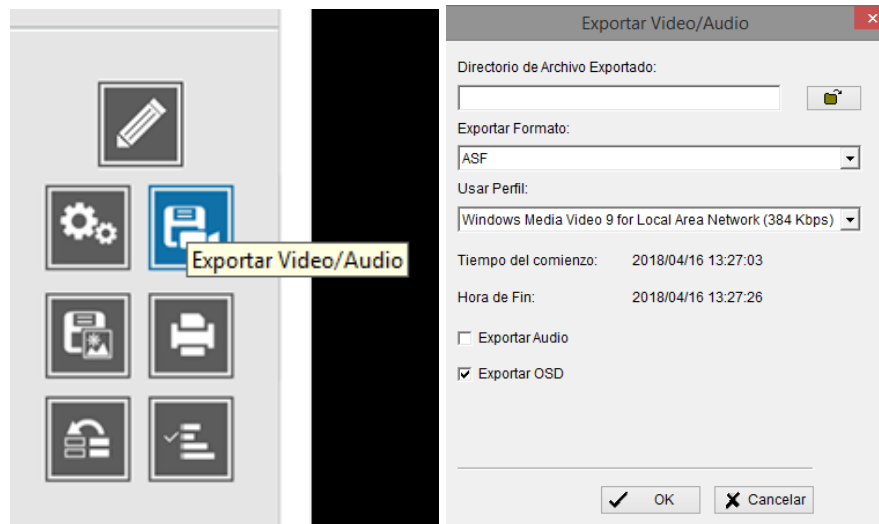 Exportar Video/Audio
Exportar Video/Audio
Directorio de Archivo Exportado:
Exportar Formato:
ASF
Usar Perfil:
Windows Media Video 9 for Local Area Network (384 Kbps)
Tiempo del comienzo: 2018/04/16 13:27:03
Hora de Fin: 2018/04/16 13:27:26
Exportar Audio
Exportar OSD
OK Cancelar